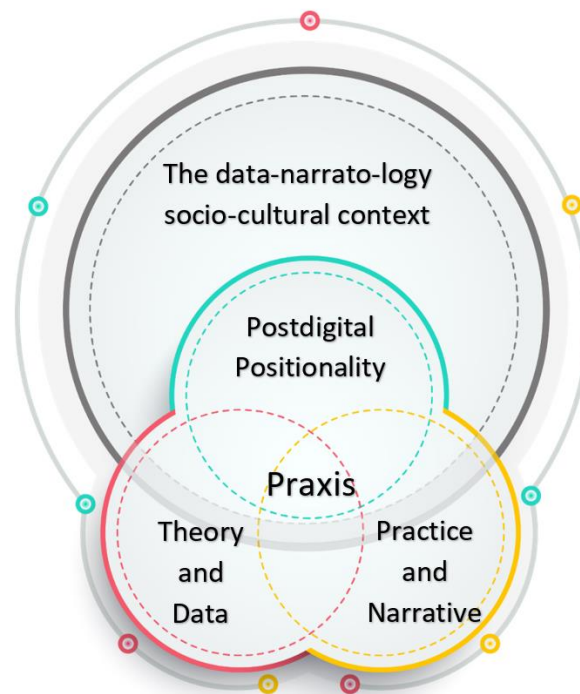 The data-narrato-logy
socio-cultural context
Postdigital
Positionality
Praxis
Theory
and
Data
Practice
and
Narrative